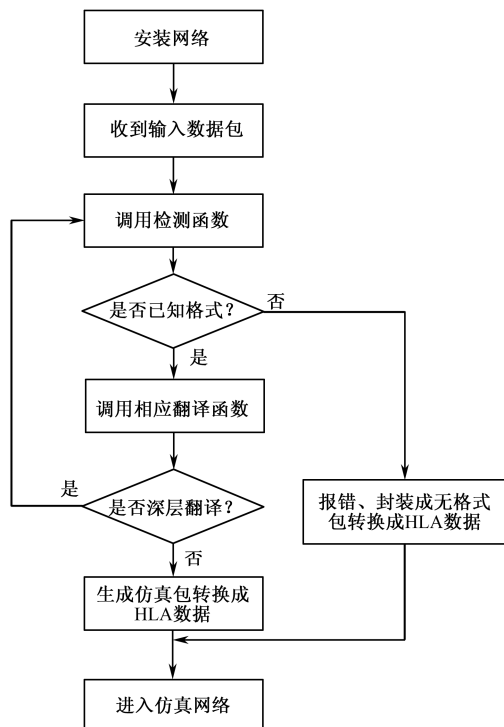 安装网络
收到输入数据包
调用检测函数
是否已知格式?
否
是
调用相应翻译函数
是
是否深层翻译?
报错、封装成无格式
包转换成HLA数据
否
生成仿真包转换成
HLA数据
进入仿真网络